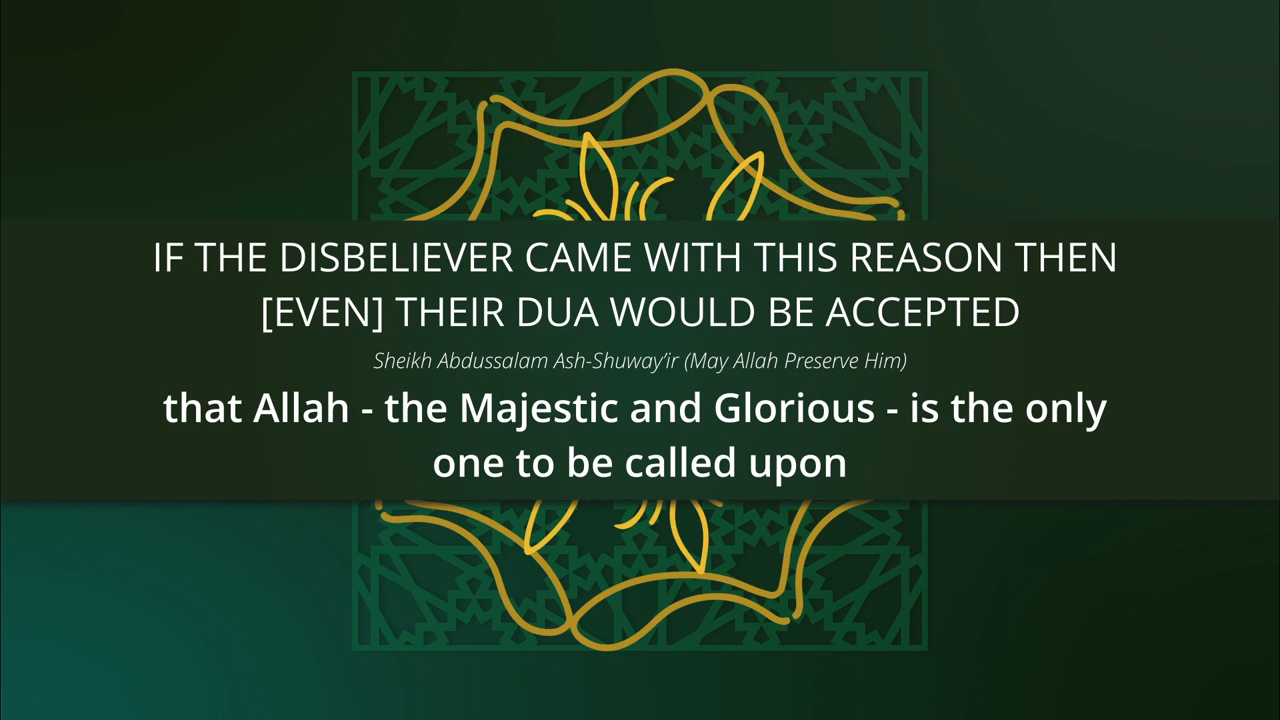 IF THE DISBELIEVER CAME WITH THIS REASON THEN
[EVEN] THEIR DUA WOULD BE ACCEPTED
Sheikh Abdussalam Ash-Shuway’ir (May Allah Preserve Him)
that Allah - the Majestic and Glorious - is the only
one to be called upon